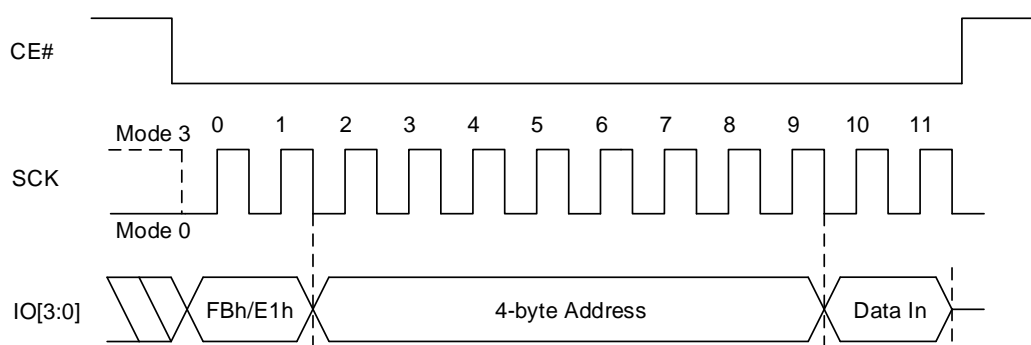 CE#
Mode 3 0 1 2 3 4 5 6 7 8 9 10 11
SCK
Mode 0
IO[3:0] FBh/E1h 4-byte Address Data In